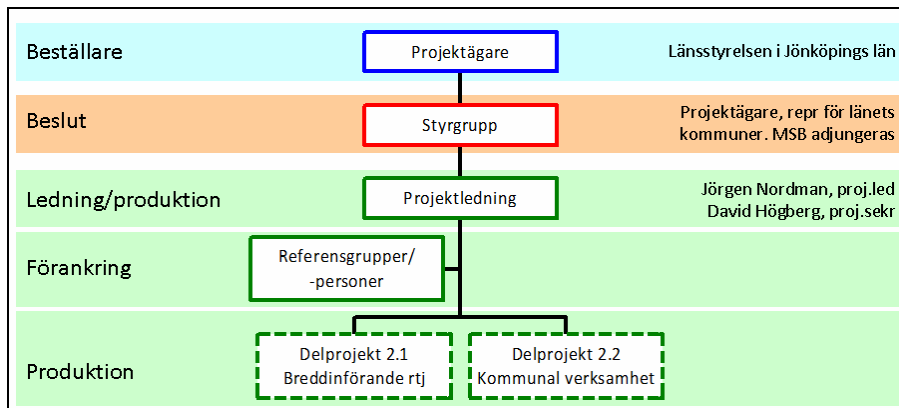 Beställare
Projektägare
Länsstyrelsen i Jönköpings län
Beslut
Styrgrupp
Projektägare, repr för länets
kommuner. MSB adjungeras
Ledning/produktion
Projektledning
Jörgen Nordman, proj.led
David Högberg, proj.sekr
Förankring
Referensgrupper/
-personer
Produktion
Delprojekt 2.1
Breddinförande rtj
Delprojekt 2.2
Kommunal verksamhet